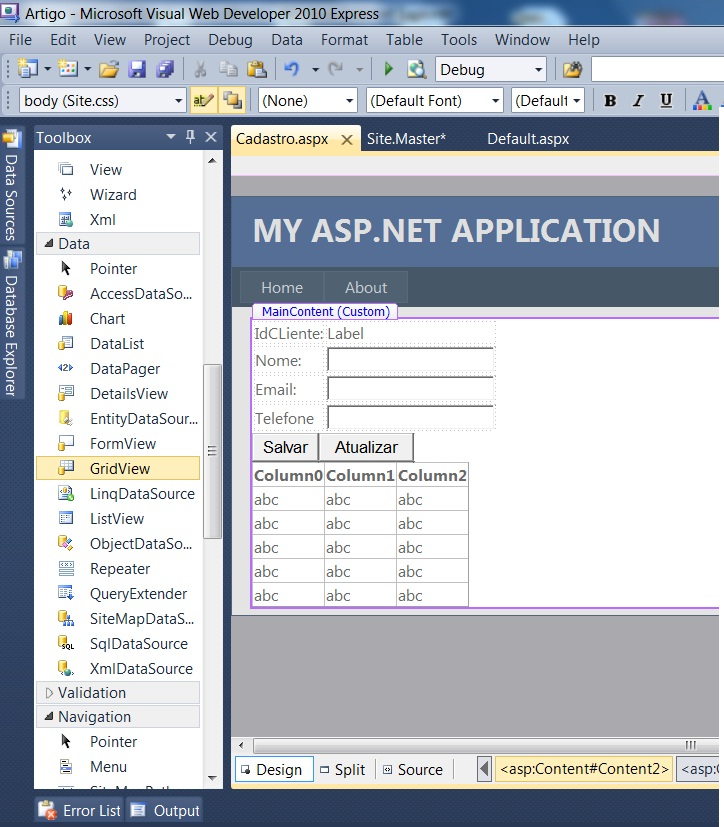 Artigo - Microsoft Visual Web Developer 2010 Express
File Edit View Project Debug Data Format Table Tools Window Help
Debug
body (Site.css) ab/ (None) (Default Font) (Default B I U A
Data Sources
Database Explorer
Toolbox
View
Wizard
Xml
Data
Pointer
AccessDataSo...
Chart
DataList
DataPager
DetailsView
EntityDataSour...
FormView
GridView
LinqDataSource
ListView
ObjectDataSo...
Repeater
QueryExtender
SiteMapDataS...
SqlDataSource
XmlDataSource
Validation
Navigation
Pointer
Menu
SiteMapPath
Cadastro.aspx Site.Master* Default.aspx
MY ASP.NET APPLICATION
Home About
MainContent (Custom)
IdCLiente: Label
Nome:
Email:
Telefone
Salvar Atualizar
Column0 Column1 Column2
abc abc abc
abc abc abc
abc abc abc
abc abc abc
abc abc abc
Design Split Source <asp:Content#Content2> <asp:
Error List Output